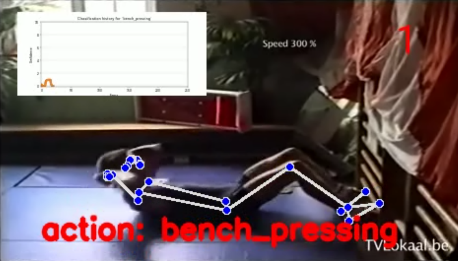 Classification history for bench_pressing
Speed 300 %
1
action: bench_pressing
TVLokaal.be